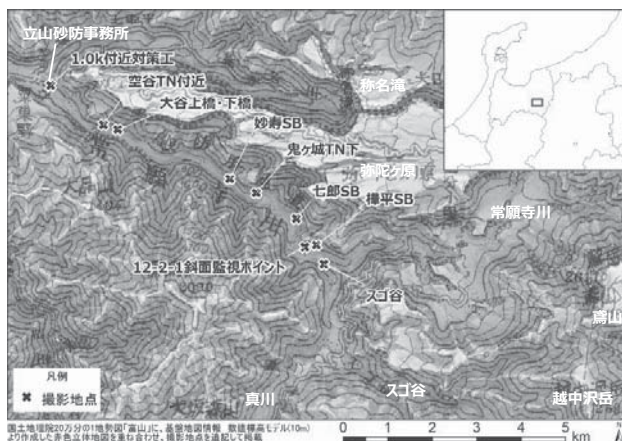 立山砂防事務所
1.0k付近対策工
空谷TN付近
大谷上橋・下橋
称名滝
妙寿SB
鬼ヶ城TN下
弥陀ヶ原
七郎SB
樺平SB
常願寺川
12-2-1斜面監視ポイント
スゴ谷
鳶山
凡例
撮影地点
真川
スゴ谷
越中沢岳
0 1 2 3 4 5
km
国土地理院20万分の1地勢図「富山」に、基盤地図情報 数値標高モデル(10m)
より作成した赤色立体地図を重ね合わせ、撮影地点を追記して掲載